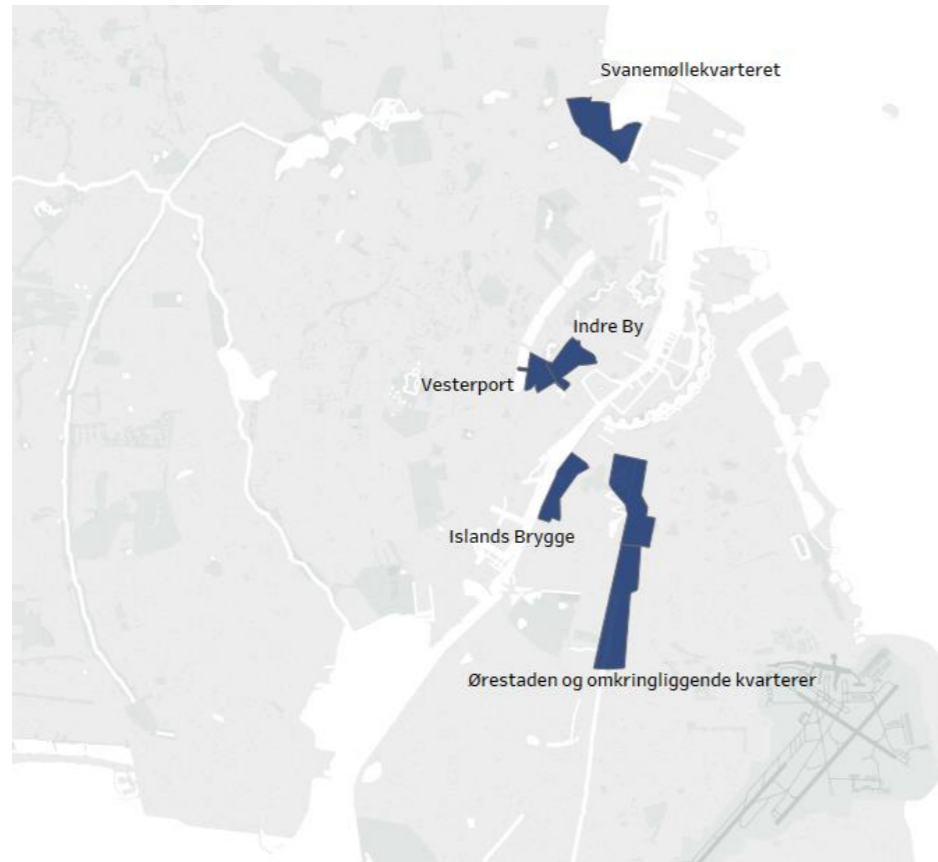 Svanemøllekvarteret
Indre By
Vesterport
Islands Brygge
Ørestaden og omkringliggende kvarterer